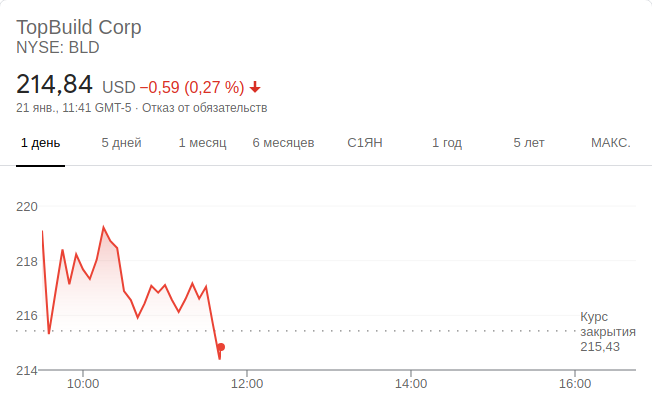 TopBuild Corp
NYSE: BLD
214,84 USD −0,59 (0,27 %)
21 янв., 11:41 GMT-5 · Отказ от обязательств
1 день 5 дней 1 месяц 6 месяцев С1ЯН 1 год 5 лет МАКС.
220
218
216
Курс
закрытия
215,43
214
10:00 12:00 14:00 16:00